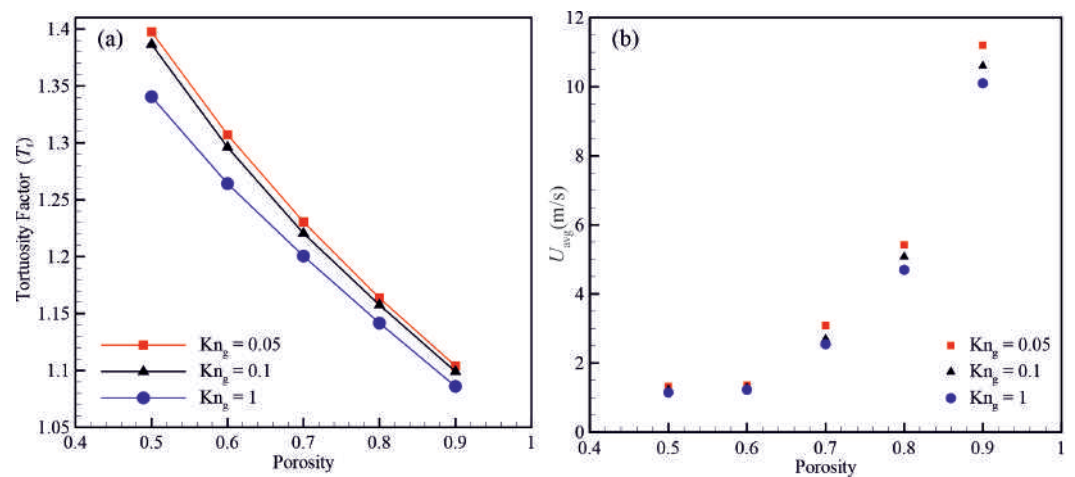 (a)
1.4
1.35
1.3
1.25
1.2
1.15
1.1
1.05
Tortuosity Factor (T_f)
Kn_g = 0.05
Kn_g = 0.1
Kn_g = 1
0.4 0.5 0.6 0.7 0.8 0.9 1
Porosity
(b)
12
10
8
6
4
2
0
U_avg (m/s)
Kn_g = 0.05
Kn_g = 0.1
Kn_g = 1
0.4 0.5 0.6 0.7 0.8 0.9 1
Porosity